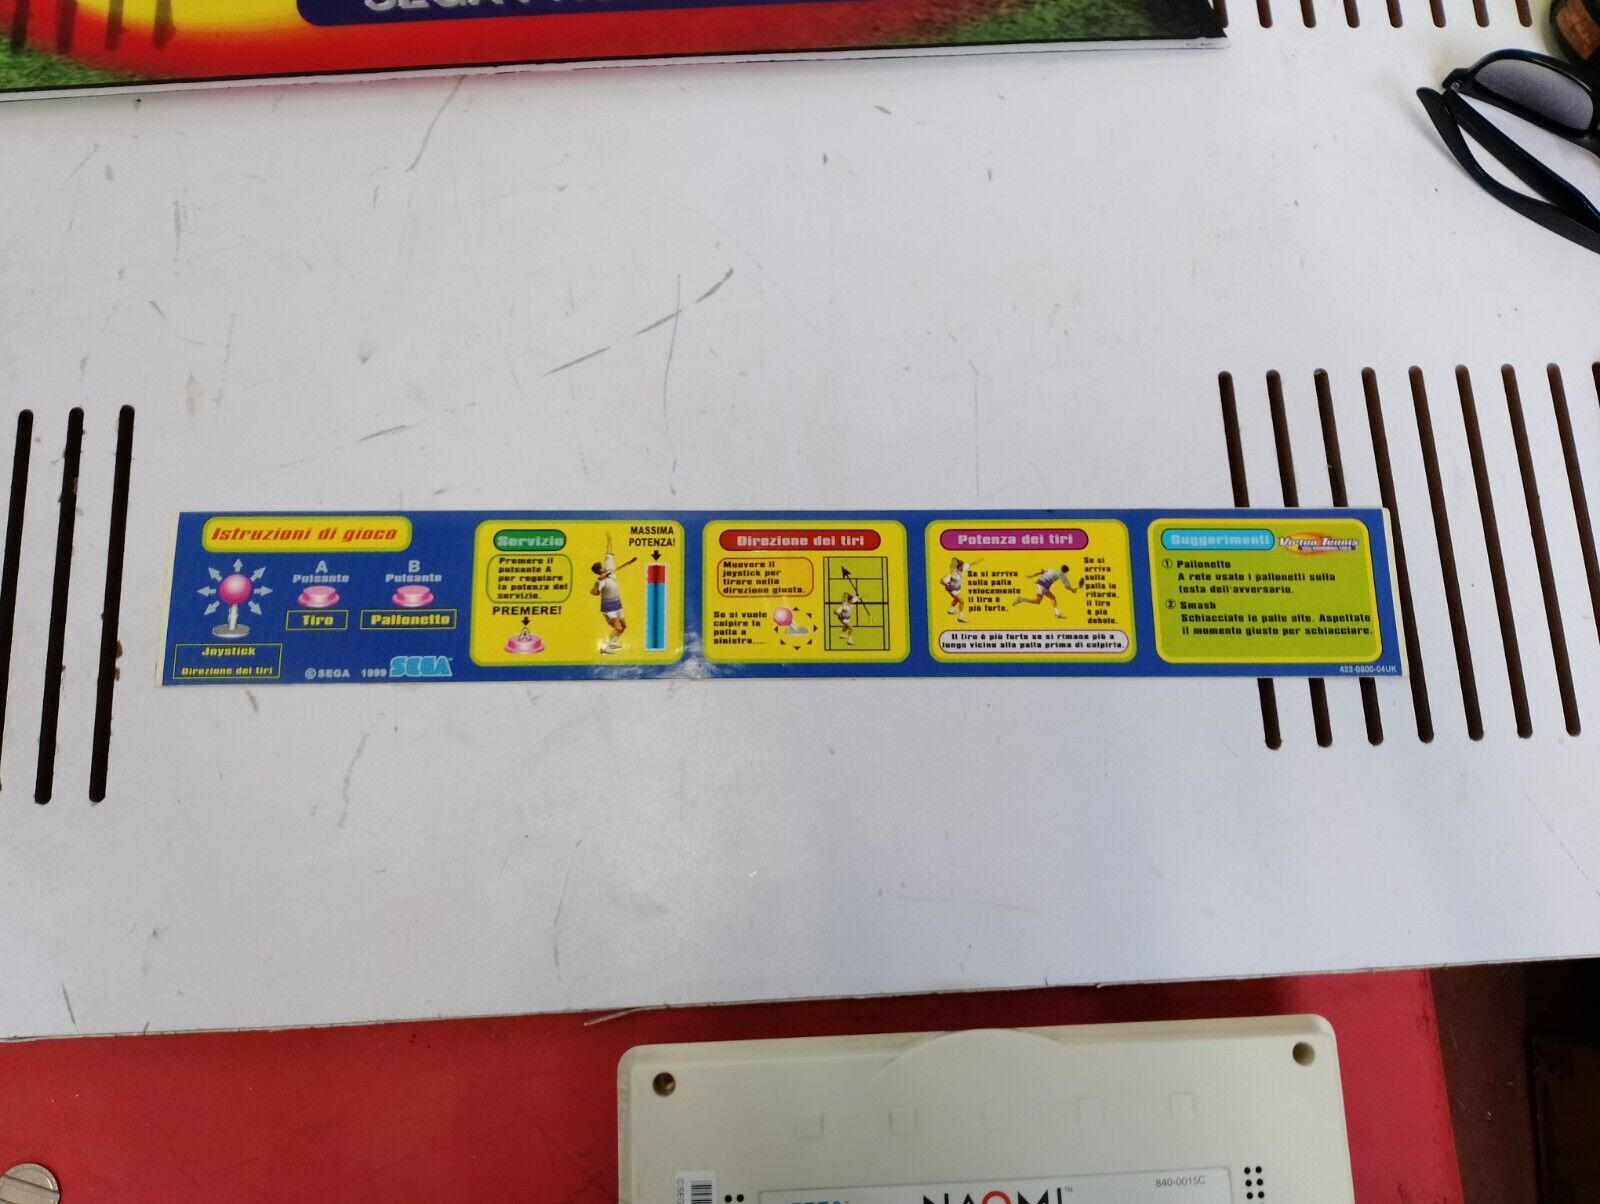 Istruzioni di gioco
A
Pulsante
Tiro
B
Pulsante
Pallonetto
Joystick
Direzione dei tiri
©SEGA 1999 SEGA
Servizio
Premere il
pulsante A
per regolare
la potenza del
servizio.
PREMERE!
A
MASSIMA
POTENZA!
Direzione dei tiri
Muovere il
joystick per
tirare nella
direzione giusta.
Se si vuole
colpire la
palla a
sinistra....
Potenza dei tiri
Se si arriva
sulla palla
velocemente
il tiro è
più forte.
Se si
arriva
sulla
palla in
ritardo,
il tiro
è più
debole.
Il tiro è più forte se si rimane più a
lungo vicino alla palla prima di colpirla.
Suggerimenti
Virtua Tennis
① Pallonetto
A rete usate i pallonetti sulla
testa dell'avversario.
② Smash
Schiacciate le palle alte. Aspettate
il momento giusto per schiacciare.
422-0800-04UK
NAOMI™
840-0015C